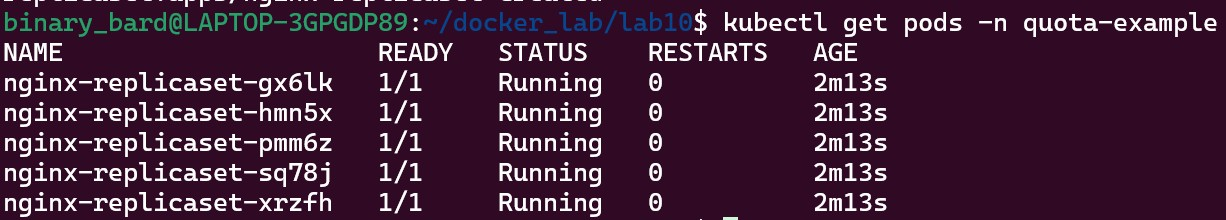 binary_bard@LAPTOP-3GPGDP89:~/docker_lab/lab10$ kubectl get pods -n quota-example
NAME READY STATUS RESTARTS AGE
nginx-replicaset-gx6lk 1/1 Running 0 2m13s
nginx-replicaset-hmn5x 1/1 Running 0 2m13s
nginx-replicaset-pmm6z 1/1 Running 0 2m13s
nginx-replicaset-sq78j 1/1 Running 0 2m13s
nginx-replicaset-xrzfh 1/1 Running 0 2m13s